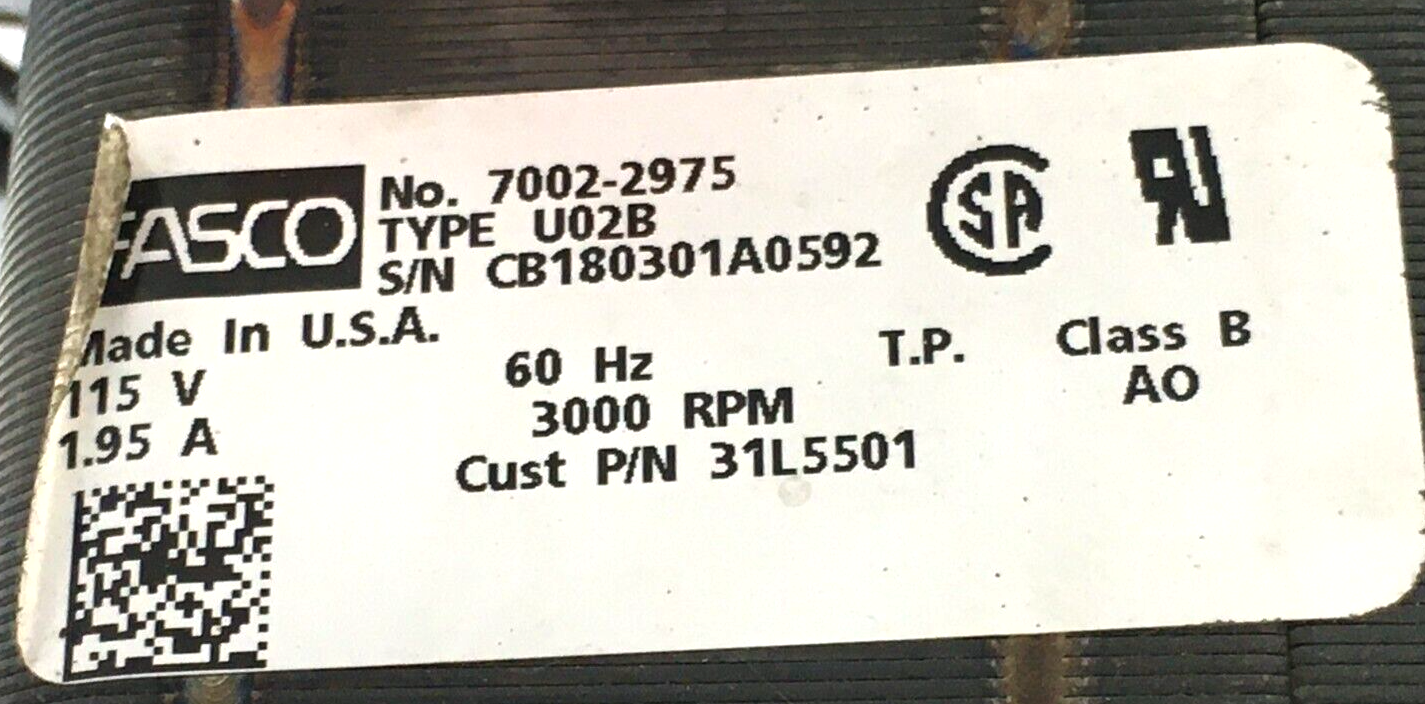 FASCO
No. 7002-2975
TYPE U02B
S/N CB180301A0592
SA
Made In U.S.A.
115 V 60 Hz T.P. Class B
1.95 A 3000 RPM AO
Cust P/N 31L5501